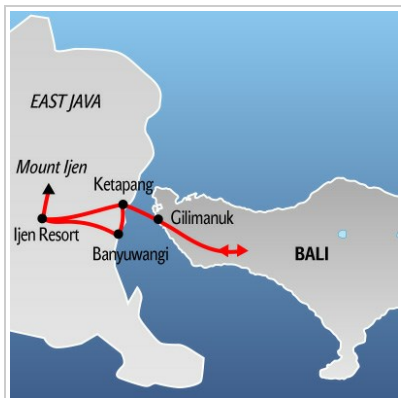 EAST JAVA
Mount Ijen
Ketapang
Gilimanuk
Ijen Resort
Banyuwangi
BALI